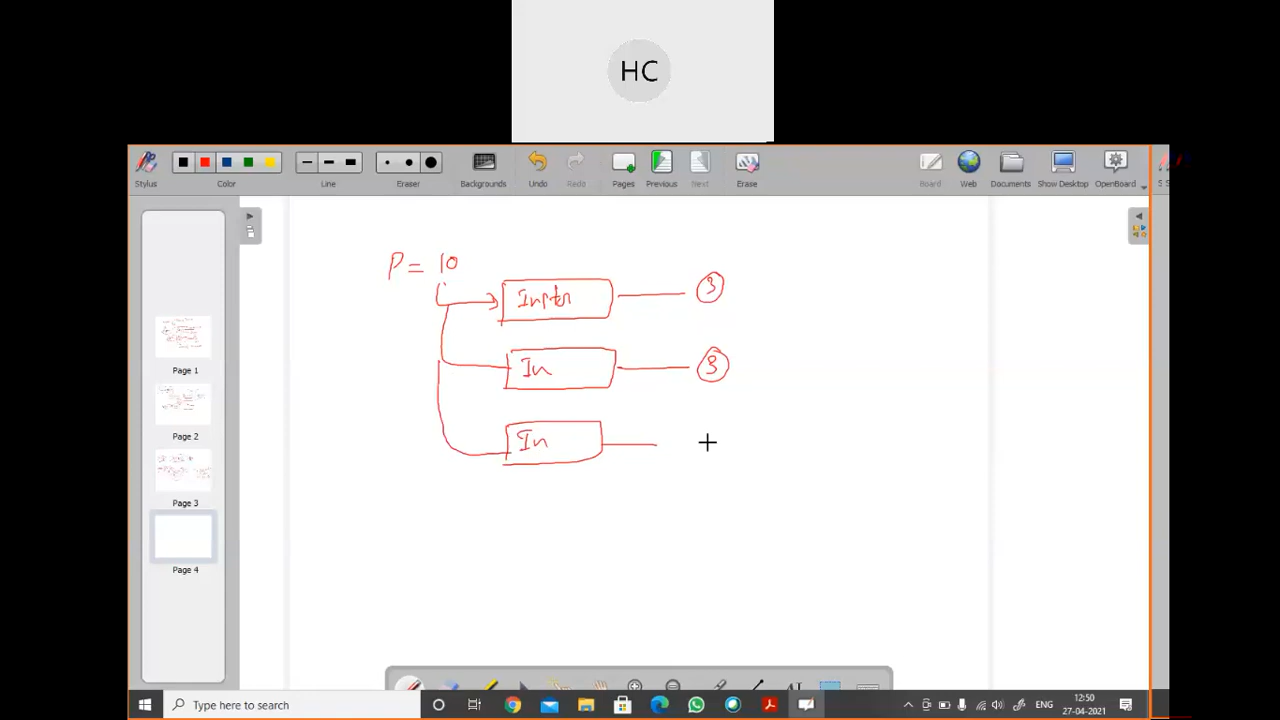 HC
Stylus
Color
Line
Eraser
Backgrounds
Undo
Redo
Pages
Previous
Next
Erase
Board
Web
Documents
Show Desktop
OpenBoard
P = 10
3
In
3
In
Page 1
Page 2
Page 3
Page 4
Type here to search
ENG
12:50
27-04-2021